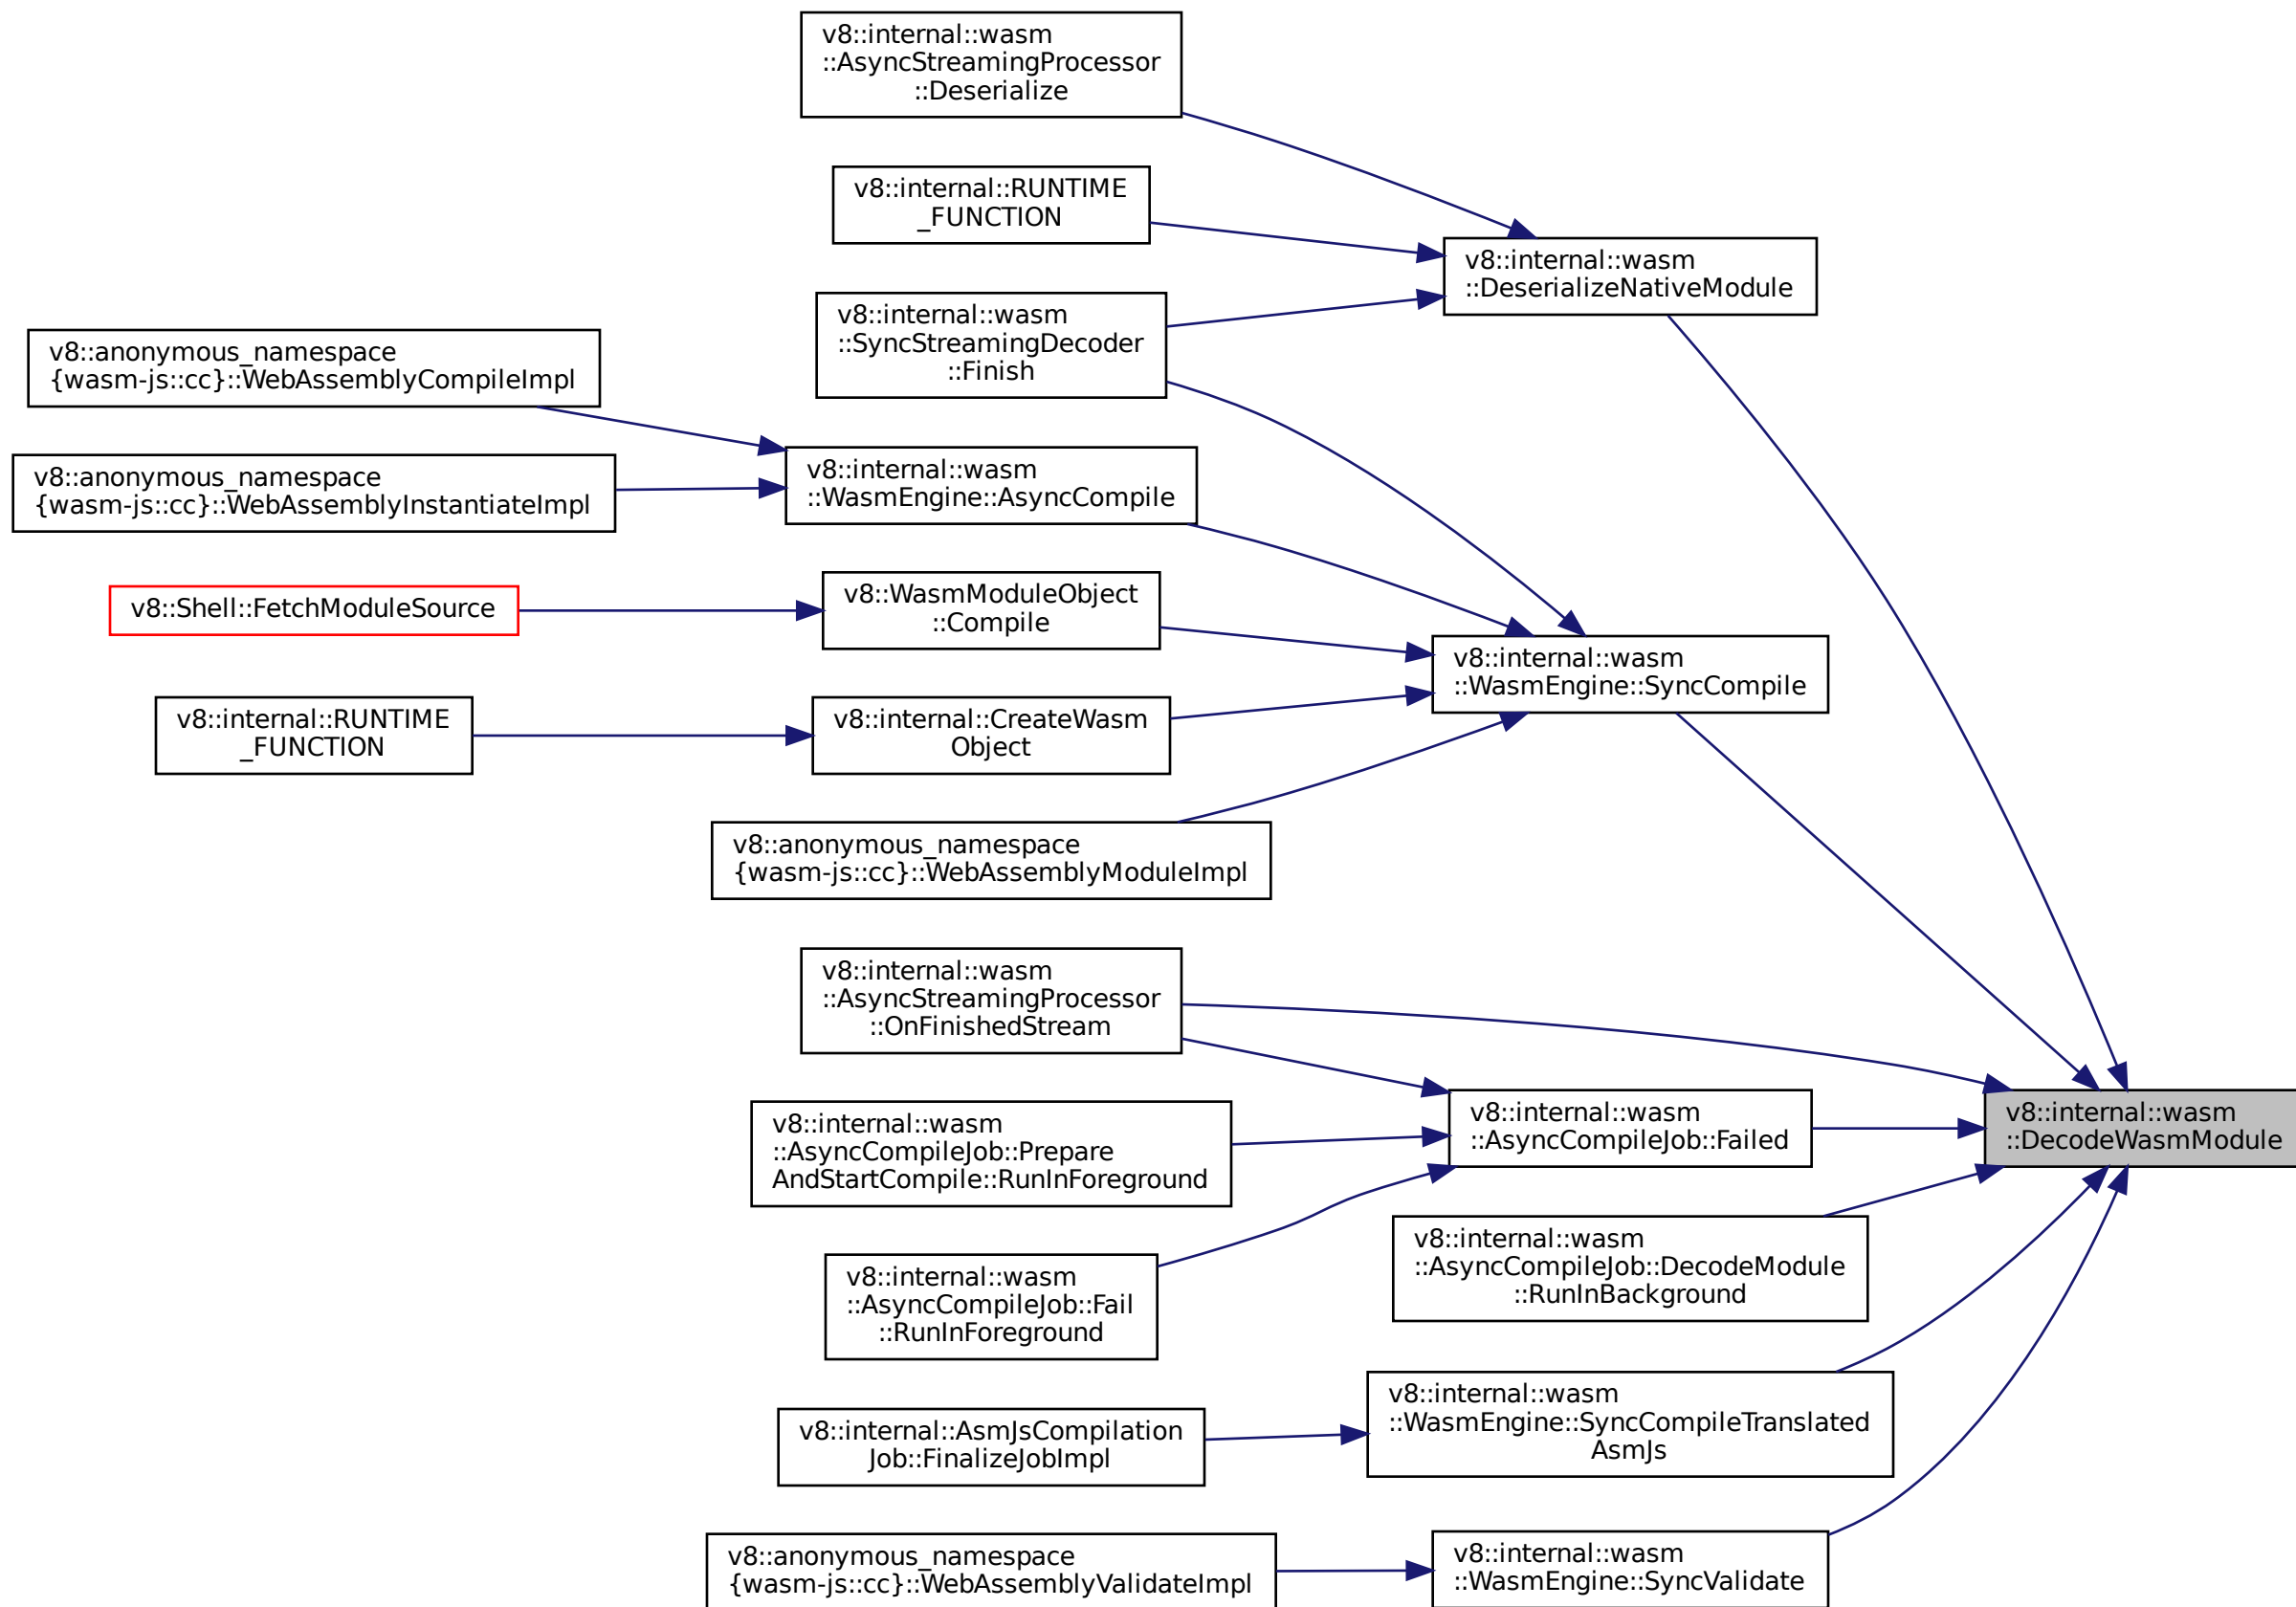 v8::internal::wasm
::AsyncStreamingProcessor
::Deserialize
v8::internal::RUNTIME
_FUNCTION
v8::internal::wasm
::DeserializeNativeModule
v8::internal::wasm
::SyncStreamingDecoder
::Finish
v8::anonymous_namespace
{wasm-js::cc}::WebAssemblyCompileImpl
v8::anonymous_namespace
{wasm-js::cc}::WebAssemblyInstantiateImpl
v8::internal::wasm
::WasmEngine::AsyncCompile
v8::Shell::FetchModuleSource
v8::WasmModuleObject
::Compile
v8::internal::wasm
::WasmEngine::SyncCompile
v8::internal::RUNTIME
_FUNCTION
v8::internal::CreateWasm
Object
v8::anonymous_namespace
{wasm-js::cc}::WebAssemblyModuleImpl
v8::internal::wasm
::AsyncStreamingProcessor
::OnFinishedStream
v8::internal::wasm
::AsyncCompileJob::Prepare
AndStartCompile::RunInForeground
v8::internal::wasm
::AsyncCompileJob::Failed
v8::internal::wasm
::DecodeWasmModule
v8::internal::wasm
::AsyncCompileJob::DecodeModule
::RunInBackground
v8::internal::wasm
::AsyncCompileJob::Fail
::RunInForeground
v8::internal::wasm
::WasmEngine::SyncCompileTranslated
AsmJs
v8::internal::AsmJsCompilation
Job::FinalizeJobImpl
v8::anonymous_namespace
{wasm-js::cc}::WebAssemblyValidateImpl
v8::internal::wasm
::WasmEngine::SyncValidate